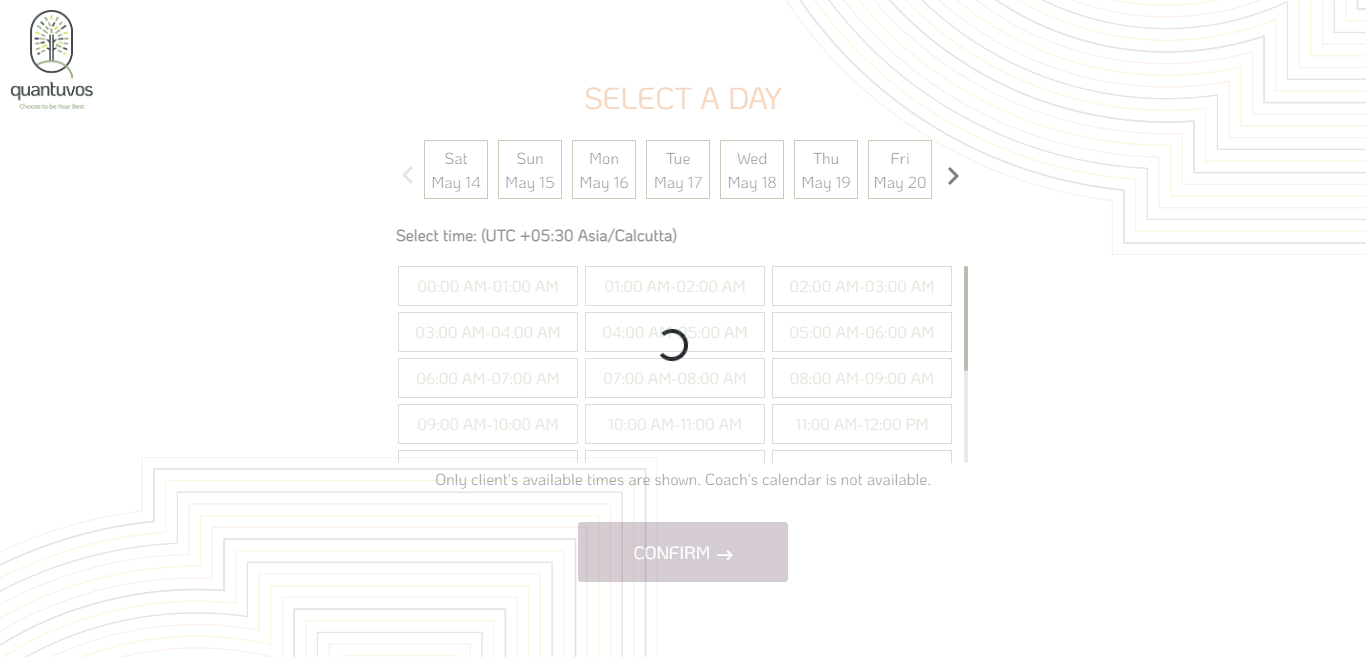 quantuvos
Choose to be Your Best
SELECT A DAY
Sat Sun Mon Tue Wed Thu Fri
May 14 May 15 May 16 May 17 May 18 May 19 May 20
Select time: (UTC +05:30 Asia/Calcutta)
00:00 AM-01:00 AM 01:00 AM-02:00 AM 02:00 AM-03:00 AM
03:00 AM-04:00 AM 04:00 AM-05:00 AM 05:00 AM-06:00 AM
06:00 AM-07:00 AM 07:00 AM-08:00 AM 08:00 AM-09:00 AM
09:00 AM-10:00 AM 10:00 AM-11:00 AM 11:00 AM-12:00 PM
Only client's available times are shown. Coach's calendar is not available.
CONFIRM →